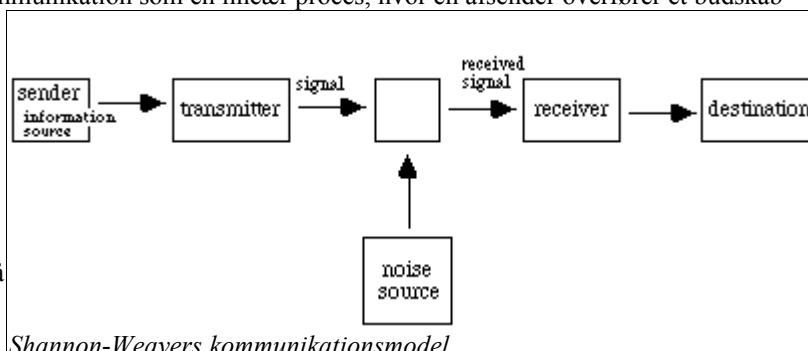 munikation som en lineær proces, hvor en afsender overfører et budskab
sender
information
source
transmitter
signal
received
signal
receiver
destination
noise
source
å
Shannon-Weavers kommunikationsmodel